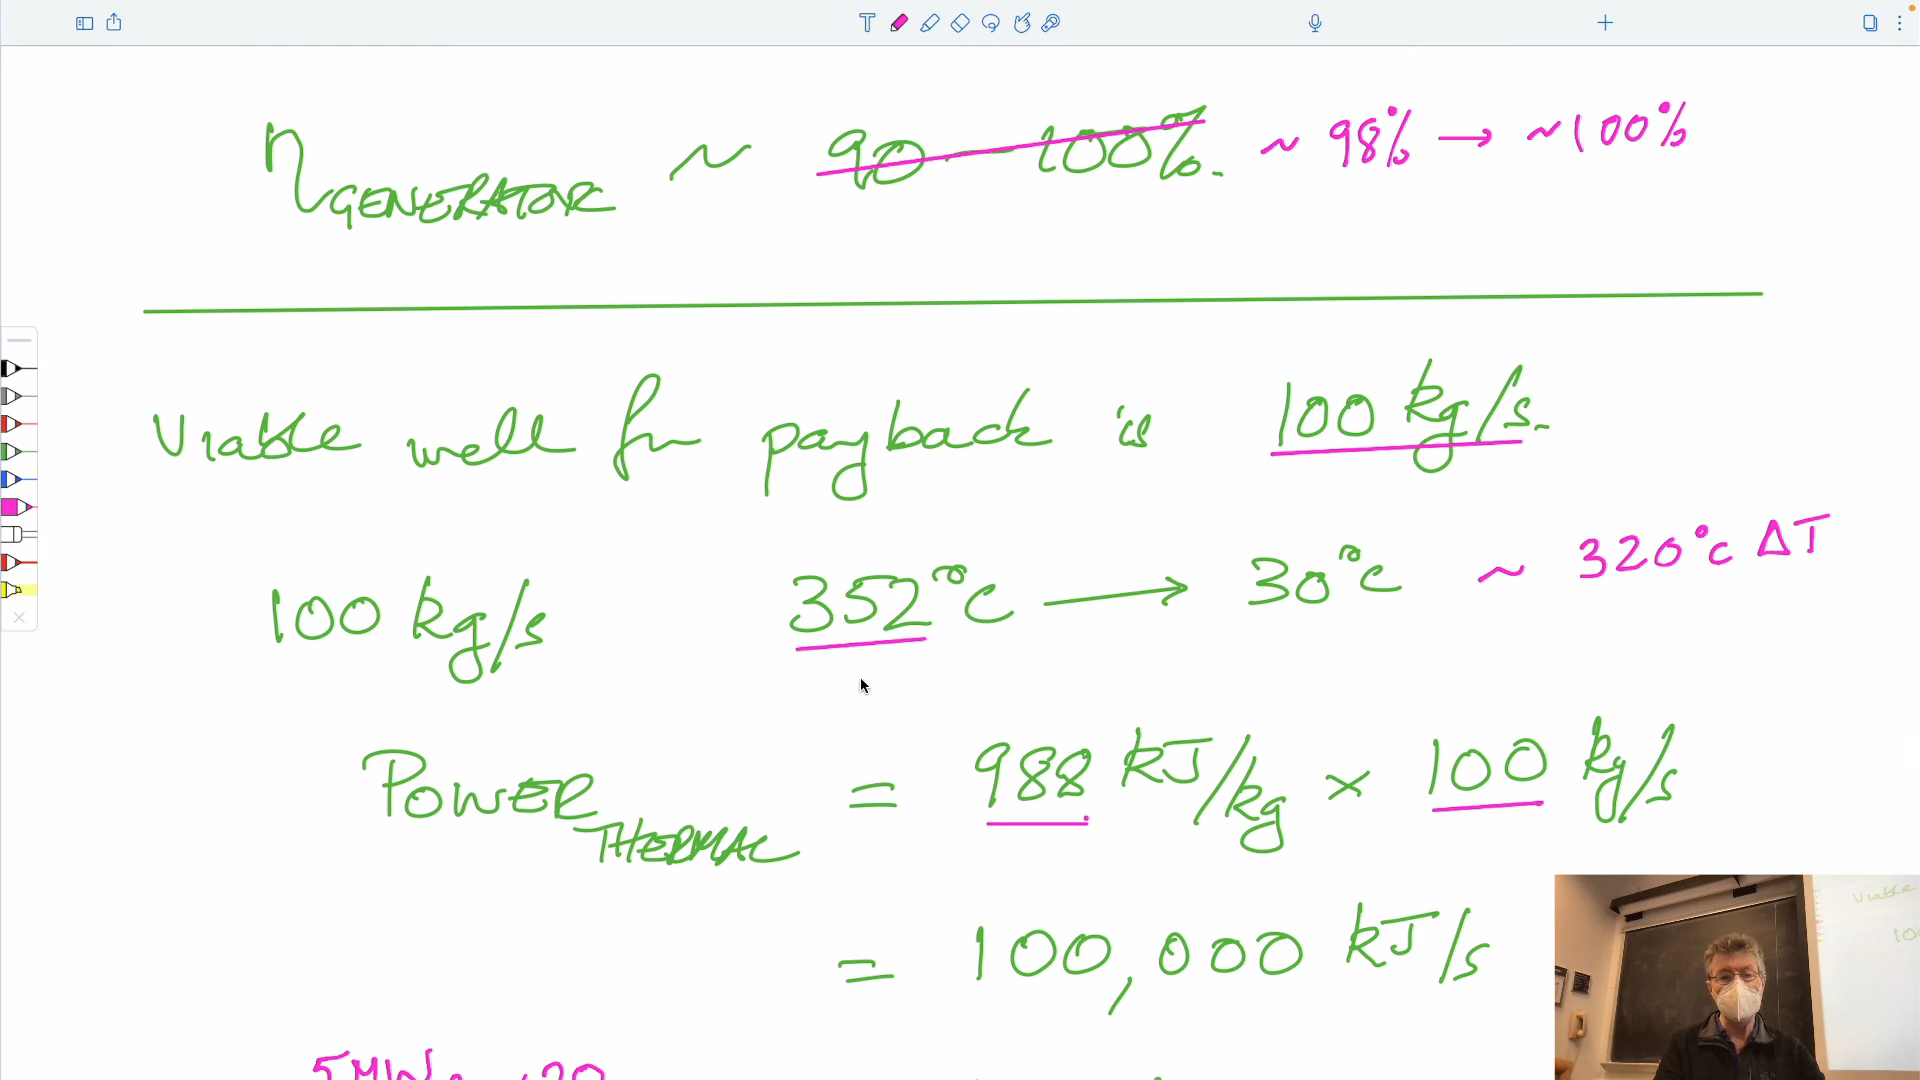 η GENERATOR ~ 90 - 100%. ~ 98% → ~100%
Viable well for payback is 100 kg/s.
100 kg/s 352°C → 30°C ~ 320°C ΔT
POWER THERMAL = 988 kJ/kg × 100 kg/s
= 100,000 kJ/s
Viable